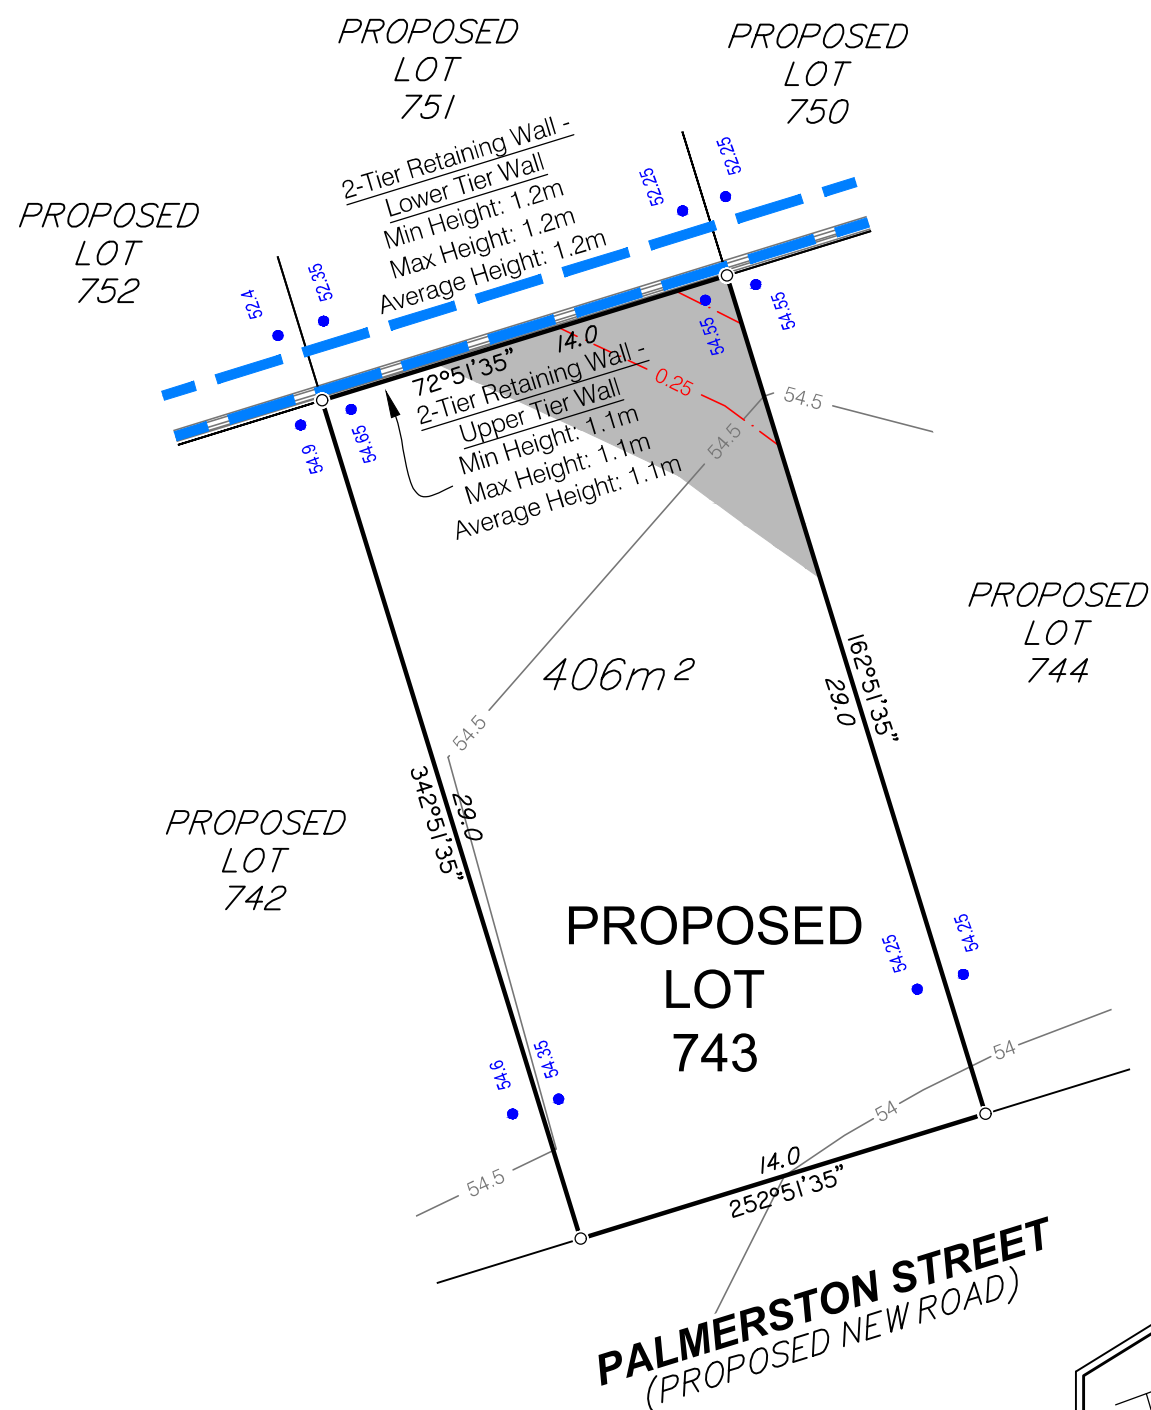 PROPOSED
LOT
751
PROPOSED
LOT
750
2-Tier Retaining Wall -
Lower Tier Wall
Min Height: 1.2m
Max Height: 1.2m
Average Height: 1.2m
52.25
52.25
PROPOSED
LOT
752
52.4
52.35
54.55
54.55
14.0
72°51'35"
2-Tier Retaining Wall -
Upper Tier Wall
Min Height: 1.1m
Max Height: 1.1m
Average Height: 1.1m
0.25
54.5
54.5
54.9
54.65
PROPOSED
LOT
744
406m²
162°51'35"
29.0
54.5
342°51'35"
29.0
PROPOSED
LOT
742
PROPOSED
LOT
743
54.25
54.25
54.6
54.35
54
54
54.5
14.0
252°51'35"
PALMERSTON STREET
(PROPOSED NEW ROAD)